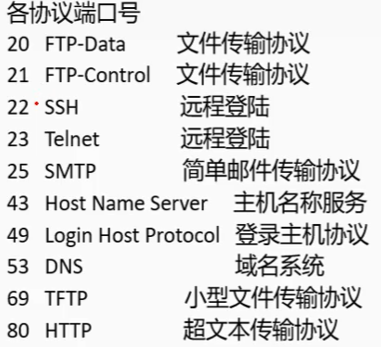 各协议端口号
20 FTP-Data 文件传输协议
21 FTP-Control 文件传输协议
22 SSH 远程登陆
23 Telnet 远程登陆
25 SMTP 简单邮件传输协议
43 Host Name Server 主机名称服务
49 Login Host Protocol 登录主机协议
53 DNS 域名系统
69 TFTP 小型文件传输协议
80 HTTP 超文本传输协议